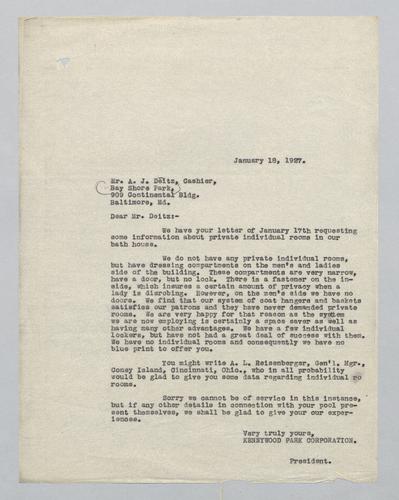 January 18, 1927.
Mr. A. J. Deitz, Cashier,
Bay Shore Park,
909 Continental Bldg.
Baltimore, Md.
Dear Mr. Deitz:-
We have your letter of January 17th requesting
some information about private individual rooms in our
bath house.
We do not have any private individual rooms,
but have dressing compartments on the men's and ladies
side of the building. These compartments are very narrow,
have a door, but no lock. There is a fastener on the in-
side, which insures a certain amount of privacy when a
lady is disrobing. However, on the men's side we have no
doors. We find that our system of coat hangers and baskets
satisfies our patrons and they have never demanded private
rooms. We are very happy for that reason as the system
we are now employing is certainly a space saver as well as
having many other advantages. We have a few individual
lockers, but have not had a great deal of success with them.
We have no individual rooms and consequently we have no
blue print to offer you.
You might write A. L. Reisenberger, Gen'l. Mgr.,
Coney Island, Cincinnati, Ohio., who in all probability
would be glad to give you some data regarding individual ro
rooms.
Sorry we cannot be of service in this instance,
but if any other details in connection with your pool pre-
sent themselves, we shall be glad to give your our exper-
iences.
Very truly yours,
KENNYWOOD PARK CORPORATION.
President.